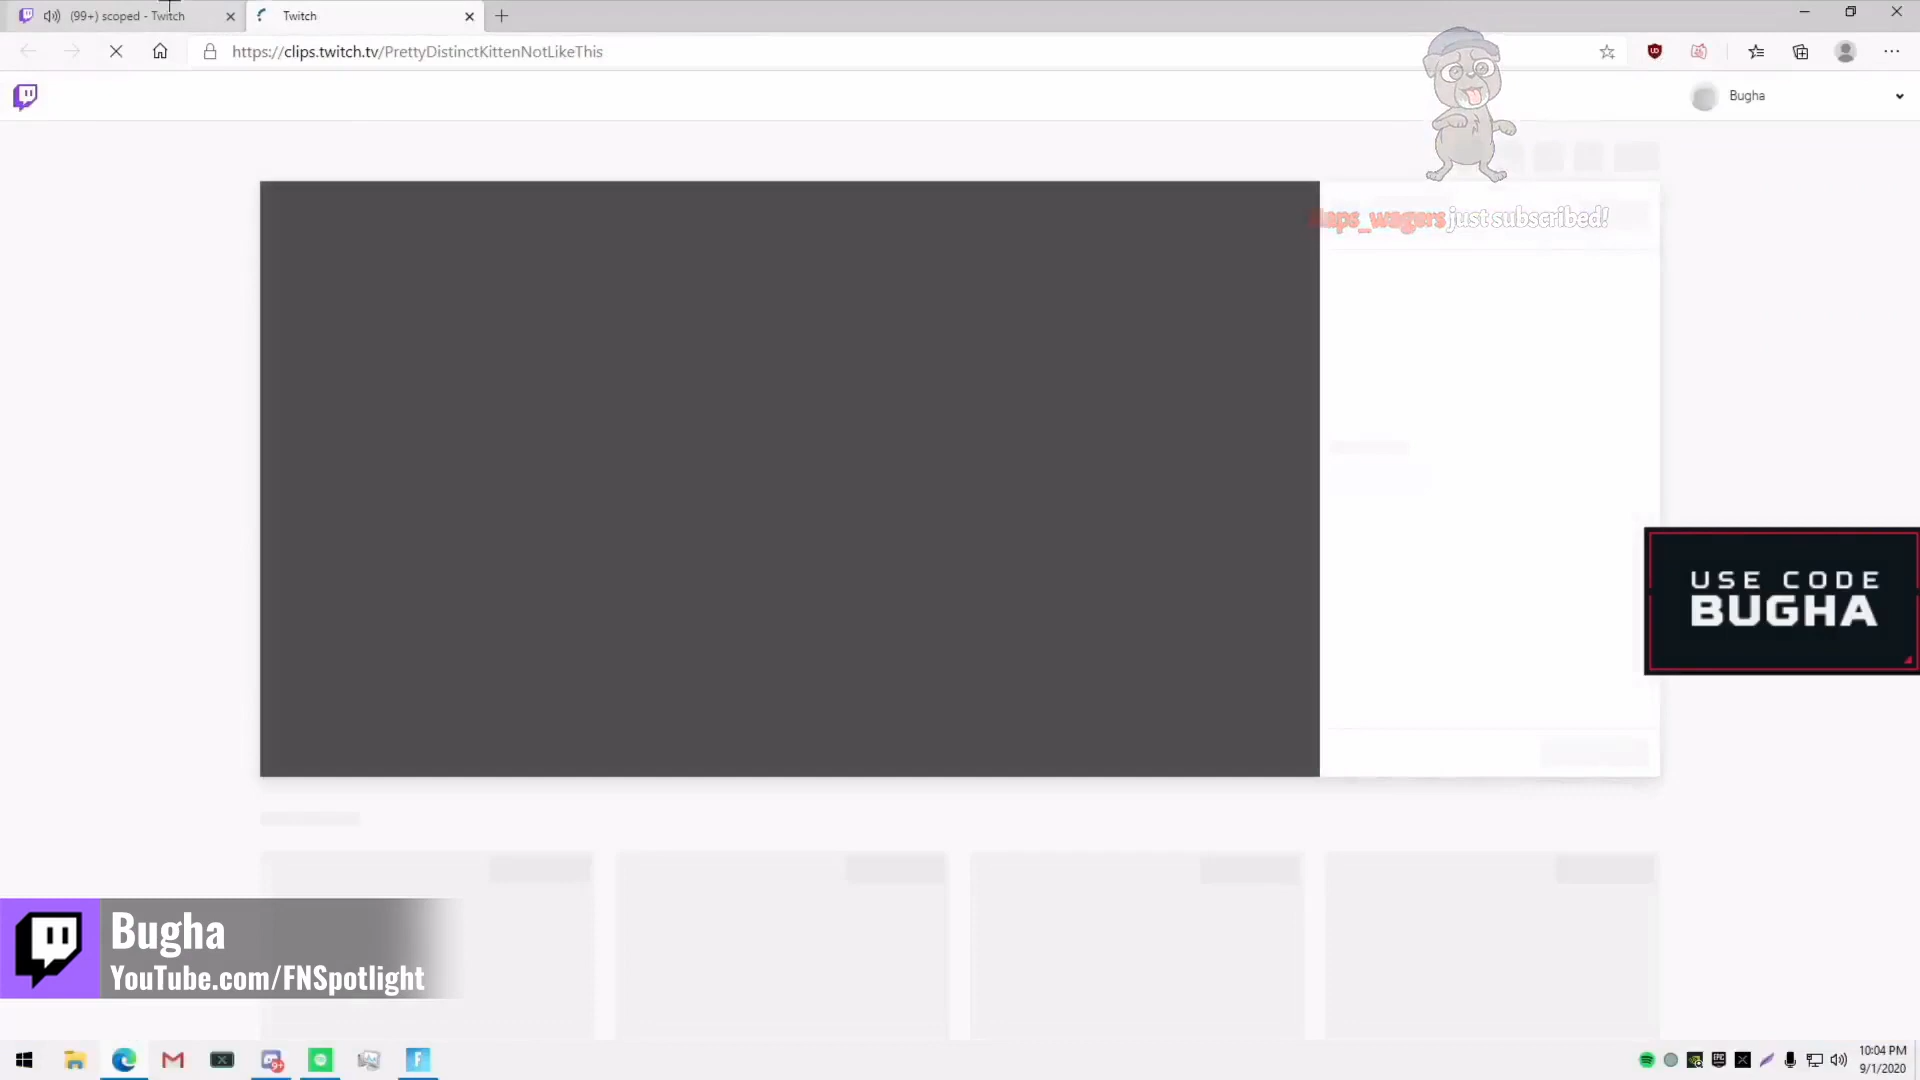 (99+) scoped - Twitch
Twitch
https://clips.twitch.tv/PrettyDistinctKittenNotLikeThis
Bugha
just subscribed!
USE CODE
BUGHA
Bugha
YouTube.com/FNSpotlight
10:04 PM
9/1/2020